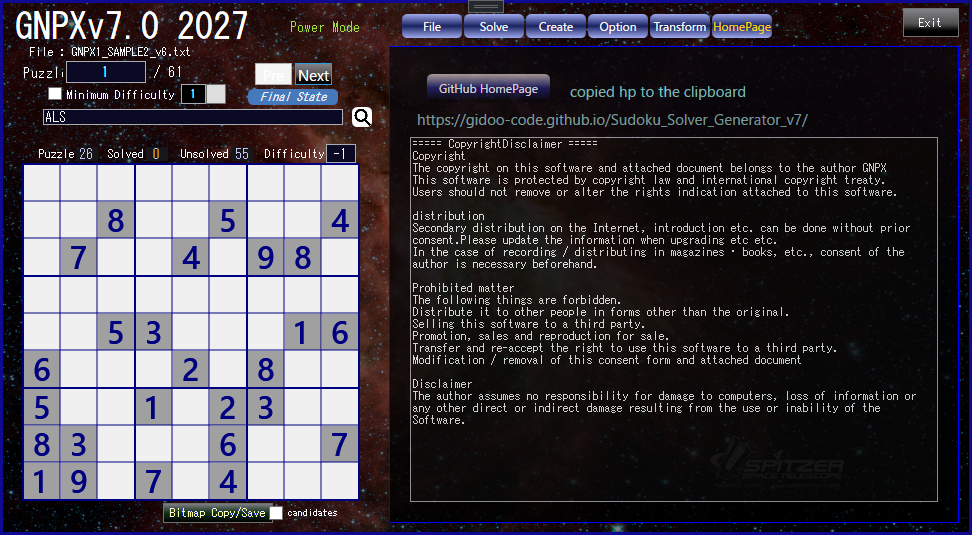 GNPXv7.0 2027
Power Mode
File Solve Create Option Transform HomePage
Exit
File : GNPX1_SAMPLE2_v6.txt
Puzzl 1 / 61
Pre Next
Minimum Difficulty 1
Final State
ALS
Puzzle 26 Solved 0 Unsolved 55 Difficulty -1
8 5 4
7 4 9 8
5 3 1 6
6 2 8
5 1 2 3
8 3 6 7
1 9 7 4
Bitmap Copy/Save candidates
GitHub HomePage copied hp to the clipboard
https://gidoo-code.github.io/Sudoku_Solver_Generator_v7/
===== CopyrightDisclaimer =====
Copyright
The copyright on this software and attached document belongs to the author GNPX
This software is protected by copyright law and international copyright treaty.
Users should not remove or alter the rights indication attached to this software.
distribution
Secondary distribution on the Internet, introduction etc. can be done without prior
consent.Please update the information when upgrading etc etc.
In the case of recording / distributing in magazines · books, etc., consent of the
author is necessary beforehand.
Prohibited matter
The following things are forbidden.
Distribute it to other people in forms other than the original.
Selling this software to a third party.
Promotion, sales and reproduction for sale.
Transfer and re-accept the right to use this software to a third party.
Modification / removal of this consent form and attached document
Disclaimer
The author assumes no responsibility for damage to computers, loss of information or
any other direct or indirect damage resulting from the use or inability of the
Software.
SPITZER
SPACE TELESCOPE